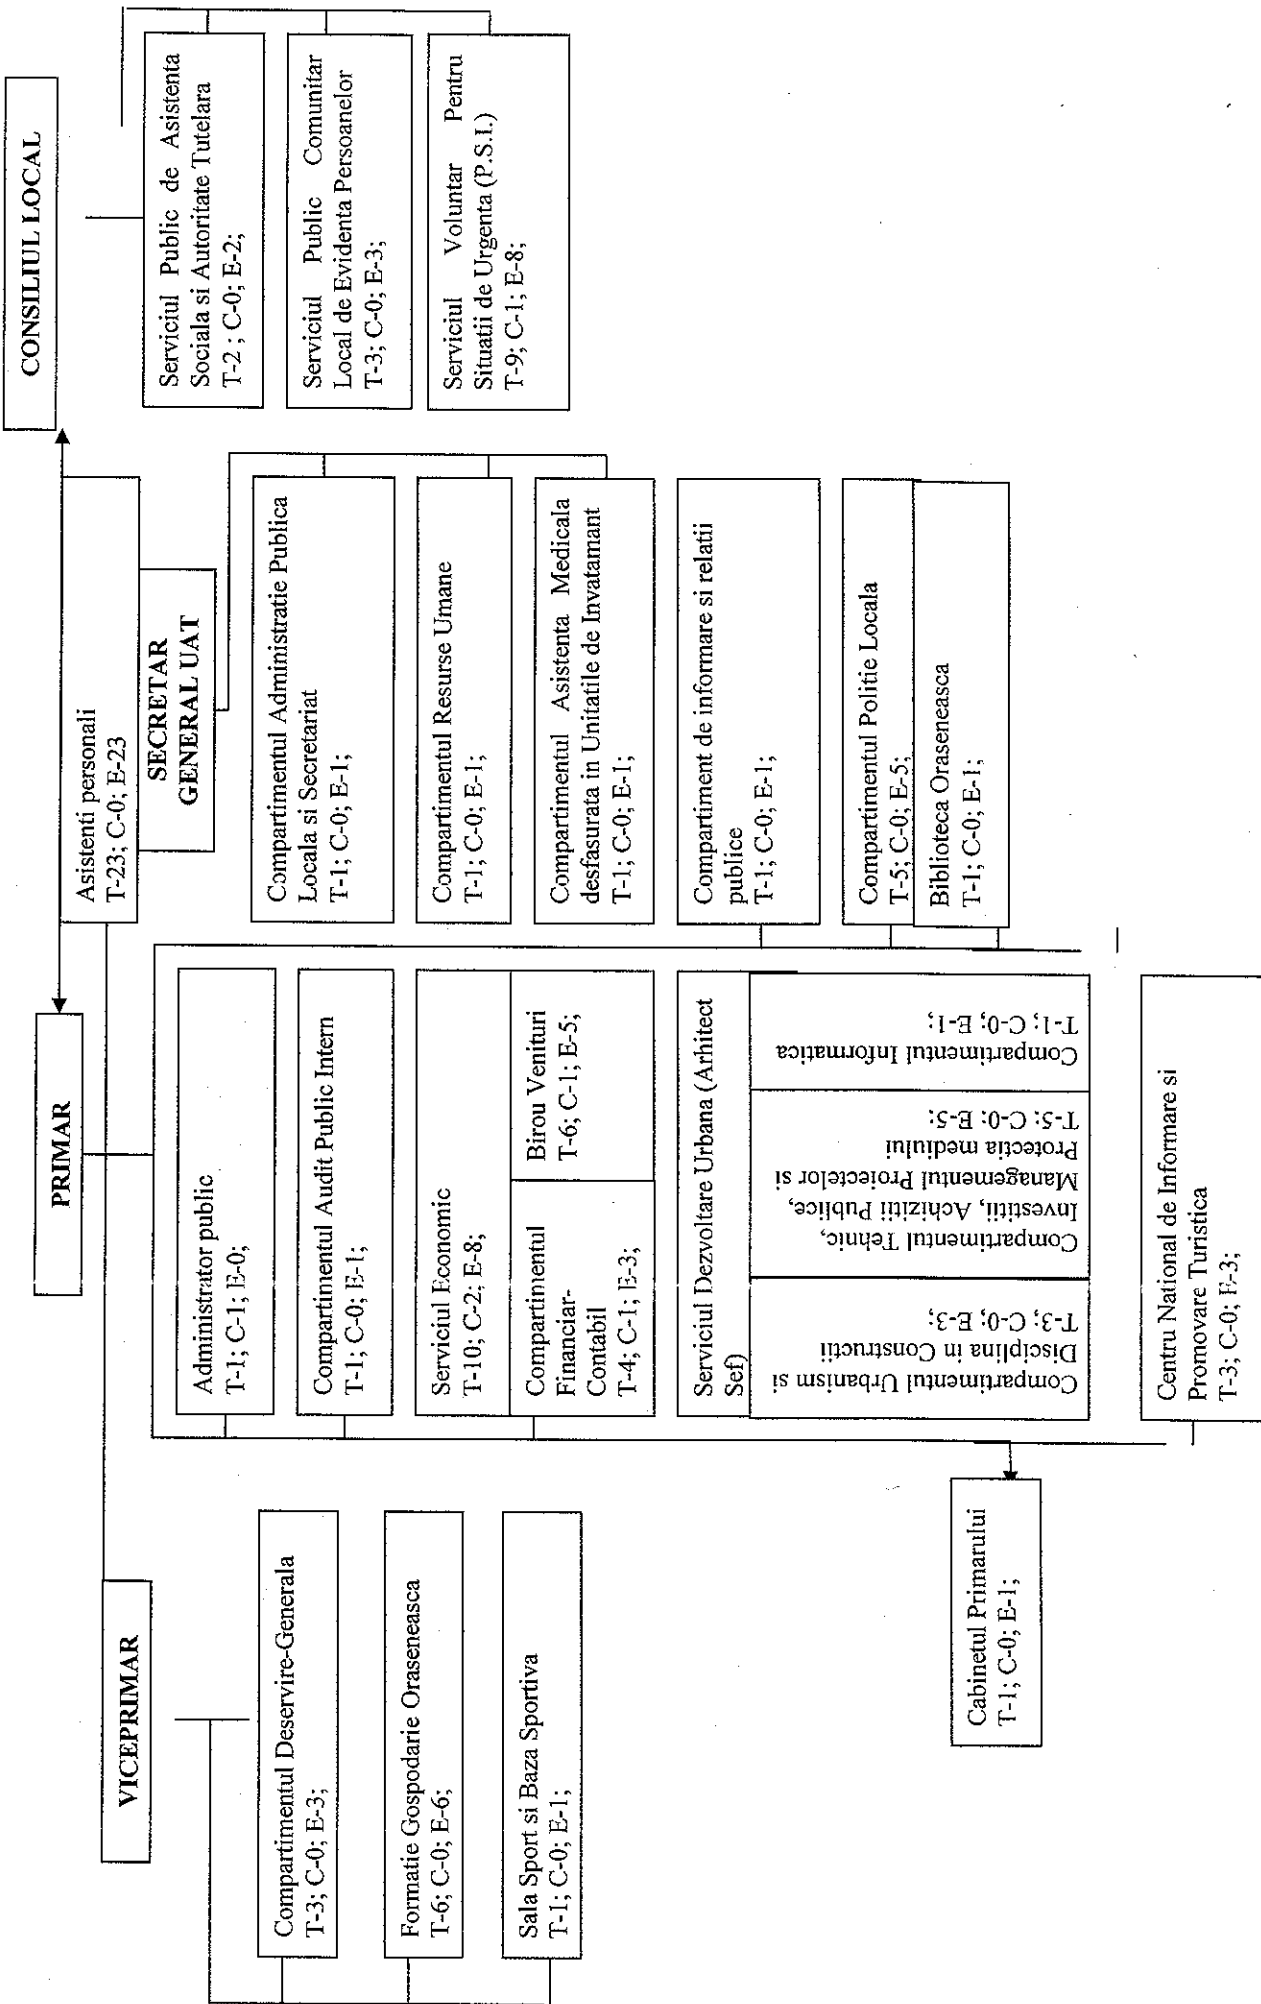 CONSILIUL LOCAL
PRIMAR
VICEPRIMAR
Asistenti personali
T-23; C-0; E-23
SECRETAR
GENERAL UAT
Compartimentul Deservire-Generala
T-3; C-0; E-3;
Formatie Gospodarie Oraseneasca
T-6; C-0; E-6;
Sala Sport si Baza Sportiva
T-1; C-0; E-1;
Administrator public
T-1; C-1; E-0;
Compartimentul Audit Public Intern
T-1; C-0; E-1;
Serviciul Economic
T-10; C-2; E-8;
Compartimentul
Financiar-
Contabil
T-4; C-1; E-3;
Birou Venituri
T-6; C-1; E-5;
Serviciul Dezvoltare Urbana (Arhitect
Sef)
Compartimentul Urbanism si
Disciplina in Constructii
T-3; C-0; E-3;
Compartimentul Tehnic,
Investitii, Achizitii Publice,
Managementul Proiectelor si
Protectia mediului
T-5; C-0; E-5;
Compartimentul Informatica
T-1; C-0; E-1;
Cabinetul Primarului
T-1; C-0; E-1;
Centru National de Informare si
Promovare Turistica
T-3; C-0; E-3;
Compartimentul Administratie Publica
Locala si Secretariat
T-1; C-0; E-1;
Compartimentul Resurse Umane
T-1; C-0; E-1;
Compartimentul Asistenta Medicala
desfasurata in Unitatile de Invatamant
T-1; C-0; E-1;
Compartiment de informare si relatii
publice
T-1; C-0; E-1;
Compartimentul Politie Locala
T-5; C-0; E-5;
Biblioteca Oraseneasca
T-1; C-0; E-1;
Serviciul Public de Asistenta
Sociala si Autoritate Tutelara
T-2 ; C-0; E-2;
Serviciul Public Comunitar
Local de Evidenta Persoanelor
T-3; C-0; E-3;
Serviciul Voluntar Pentru
Situatii de Urgenta (P.S.I.)
T-9; C-1; E-8;